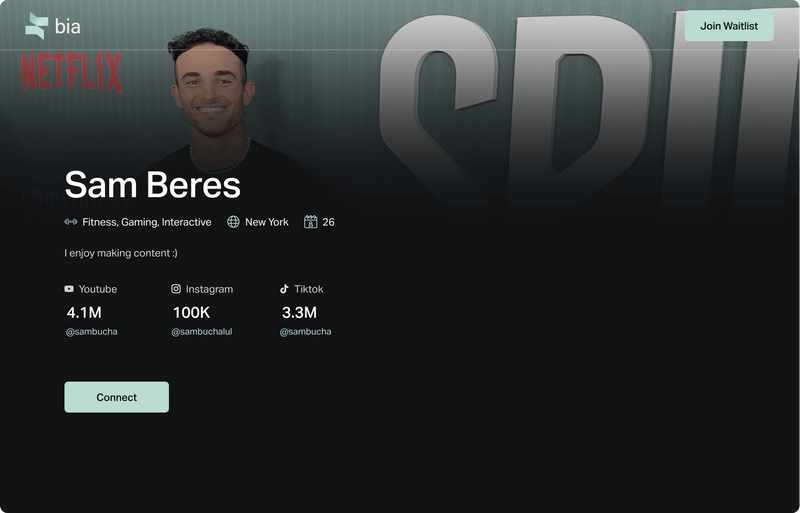 bia
Join Waitlist
NETFLIX
Sam Beres
Fitness, Gaming, Interactive New York 26
I enjoy making content :)
Youtube Instagram Tiktok
4.1M 100K 3.3M
@sambucha @sambuchalul @sambucha
Connect